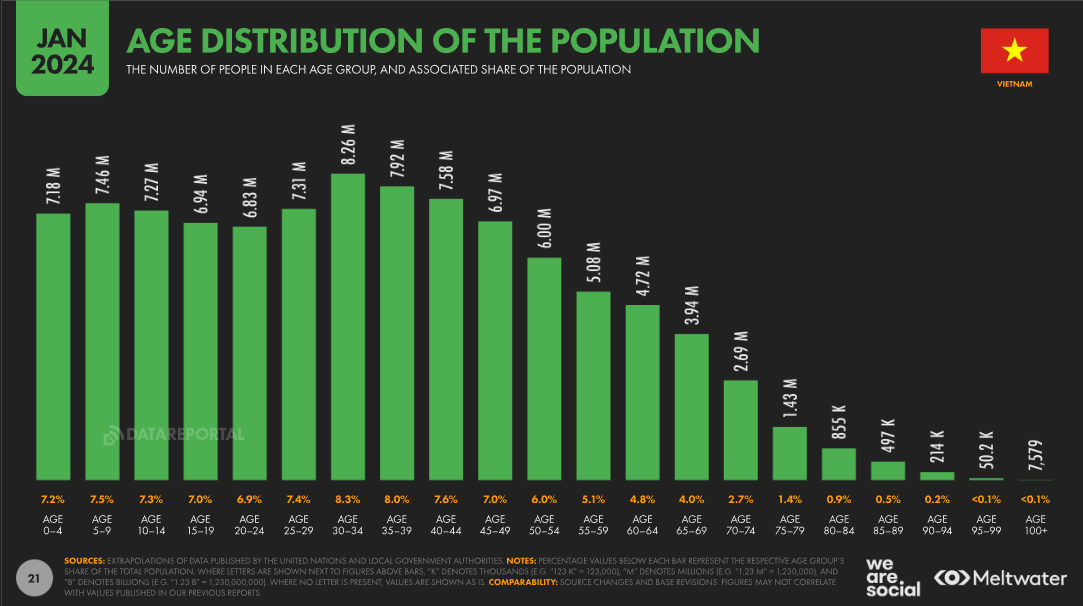 JAN
2024
AGE DISTRIBUTION OF THE POPULATION
THE NUMBER OF PEOPLE IN EACH AGE GROUP, AND ASSOCIATED SHARE OF THE POPULATION
VIETNAM
7.18 M
7.46 M
7.27 M
6.94 M
6.83 M
7.31 M
8.26 M
7.92 M
7.58 M
6.97 M
6.00 M
5.08 M
4.72 M
3.94 M
2.69 M
1.43 M
855 K
497 K
214 K
50.2 K
7,579
DATAREPORTAL
7.2% 7.5% 7.3% 7.0% 6.9% 7.4% 8.3% 8.0% 7.6% 7.0% 6.0% 5.1% 4.8% 4.0% 2.7% 1.4% 0.9% 0.5% 0.2% <0.1% <0.1%
AGE AGE AGE AGE AGE AGE AGE AGE AGE AGE AGE AGE AGE AGE AGE AGE AGE AGE AGE AGE AGE
0–4 5–9 10–14 15–19 20–24 25–29 30–34 35–39 40–44 45–49 50–54 55–59 60–64 65–69 70–74 75–79 80–84 85–89 90–94 95–99 100+
21
SOURCES: EXTRAPOLATIONS OF DATA PUBLISHED BY THE UNITED NATIONS AND LOCAL GOVERNMENT AUTHORITIES. NOTES: PERCENTAGE VALUES BELOW EACH BAR REPRESENT THE RESPECTIVE AGE GROUP'S
SHARE OF THE TOTAL POPULATION. WHERE LETTERS ARE SHOWN NEXT TO FIGURES ABOVE BARS, "K" DENOTES THOUSANDS (E.G. "123 K" = 123,000), "M" DENOTES MILLIONS (E.G. "1.23 M" = 1,230,000), AND
"B" DENOTES BILLIONS (E.G. "1.23 B" = 1,230,000,000). WHERE NO LETTER IS PRESENT, VALUES ARE SHOWN AS IS. COMPARABILITY: SOURCE CHANGES AND BASE REVISIONS. FIGURES MAY NOT CORRELATE
WITH VALUES PUBLISHED IN OUR PREVIOUS REPORTS.
we
are
social
Meltwater